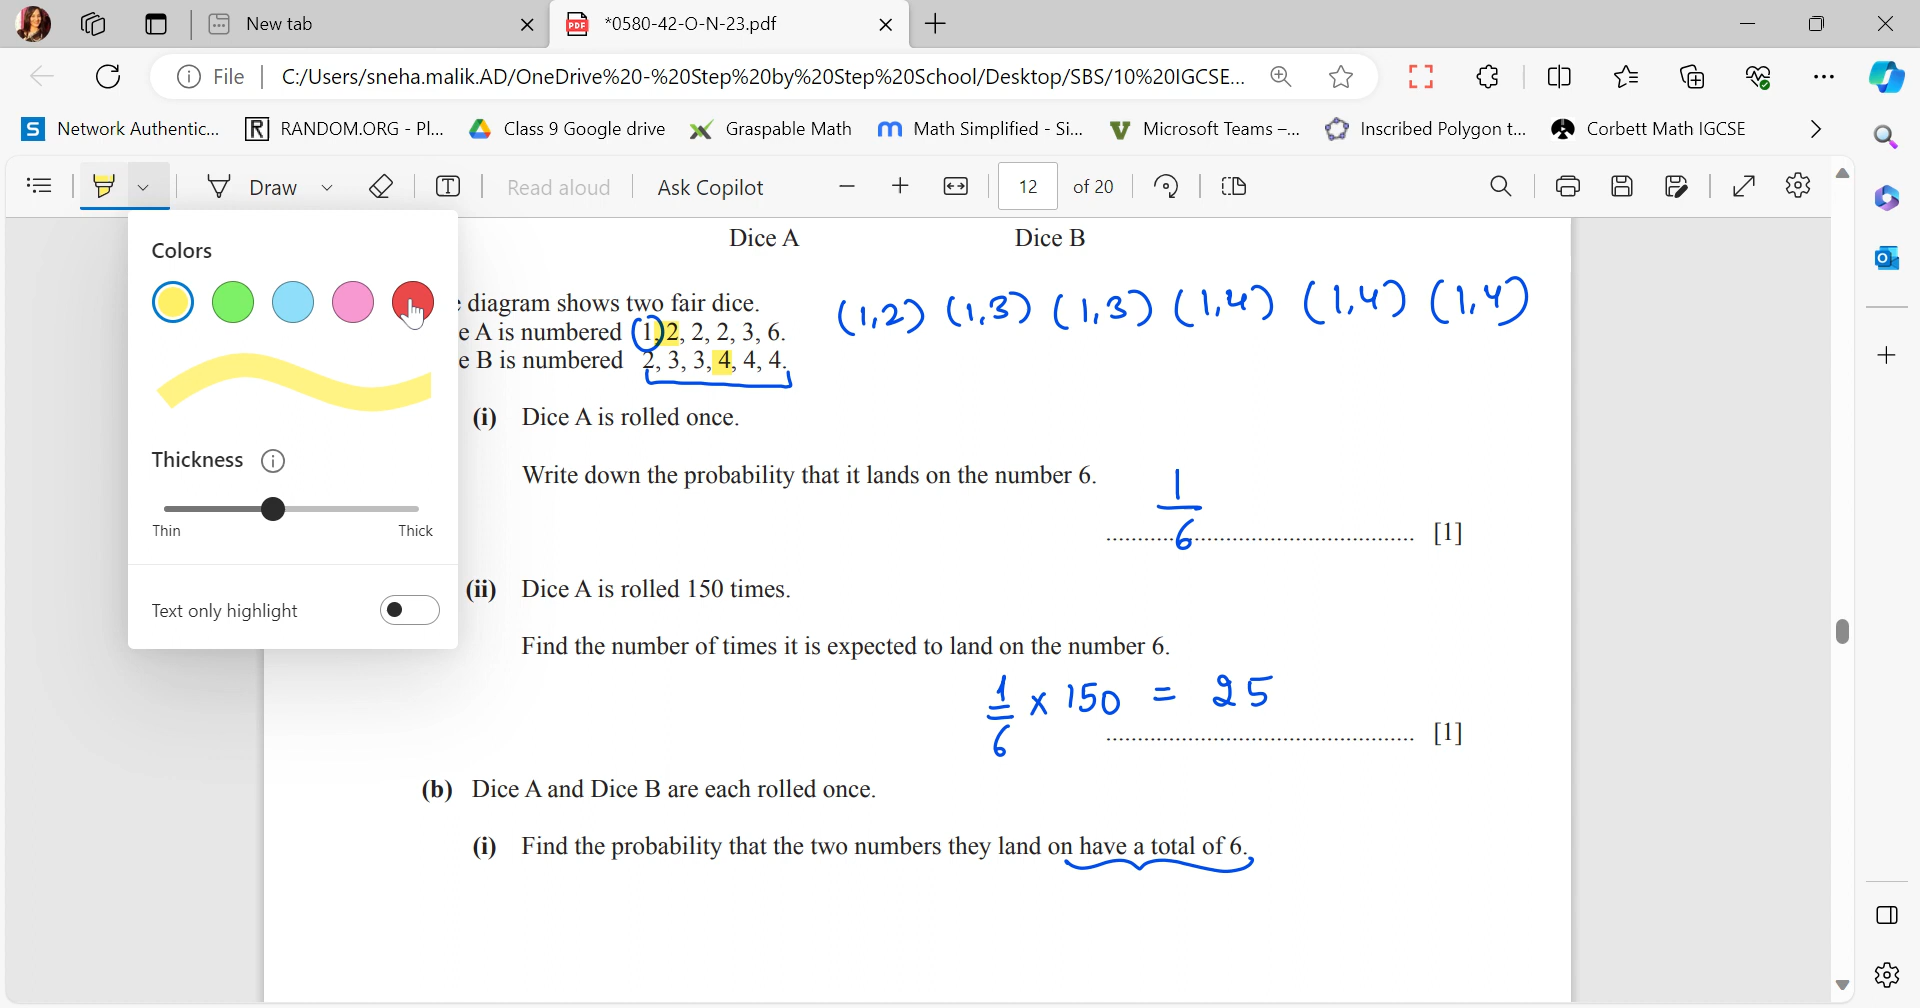 New tab
*0580-42-O-N-23.pdf
File
C:/Users/sneha.malik.AD/OneDrive%20-%20Step%20by%20Step%20School/Desktop/SBS/10%20IGCSE...
S Network Authentic...
R RANDOM.ORG - Pl...
Class 9 Google drive
Graspable Math
Math Simplified - Si...
Microsoft Teams –...
Inscribed Polygon t...
Corbett Math IGCSE
Draw
Read aloud
Ask Copilot
12 of 20
Colors
Thickness
Thin
Thick
Text only highlight
Dice A Dice B
diagram shows two fair dice.
e A is numbered 1, 2, 2, 2, 3, 6.
e B is numbered 2, 3, 3, 4, 4, 4.
(1,2) (1,3) (1,3) (1,4) (1,4) (1,4)
(i) Dice A is rolled once.
Write down the probability that it lands on the number 6.
1
6
.................................................... [1]
(ii) Dice A is rolled 150 times.
Find the number of times it is expected to land on the number 6.
1
6
x 150 = 25
.................................................... [1]
(b) Dice A and Dice B are each rolled once.
(i) Find the probability that the two numbers they land on have a total of 6.